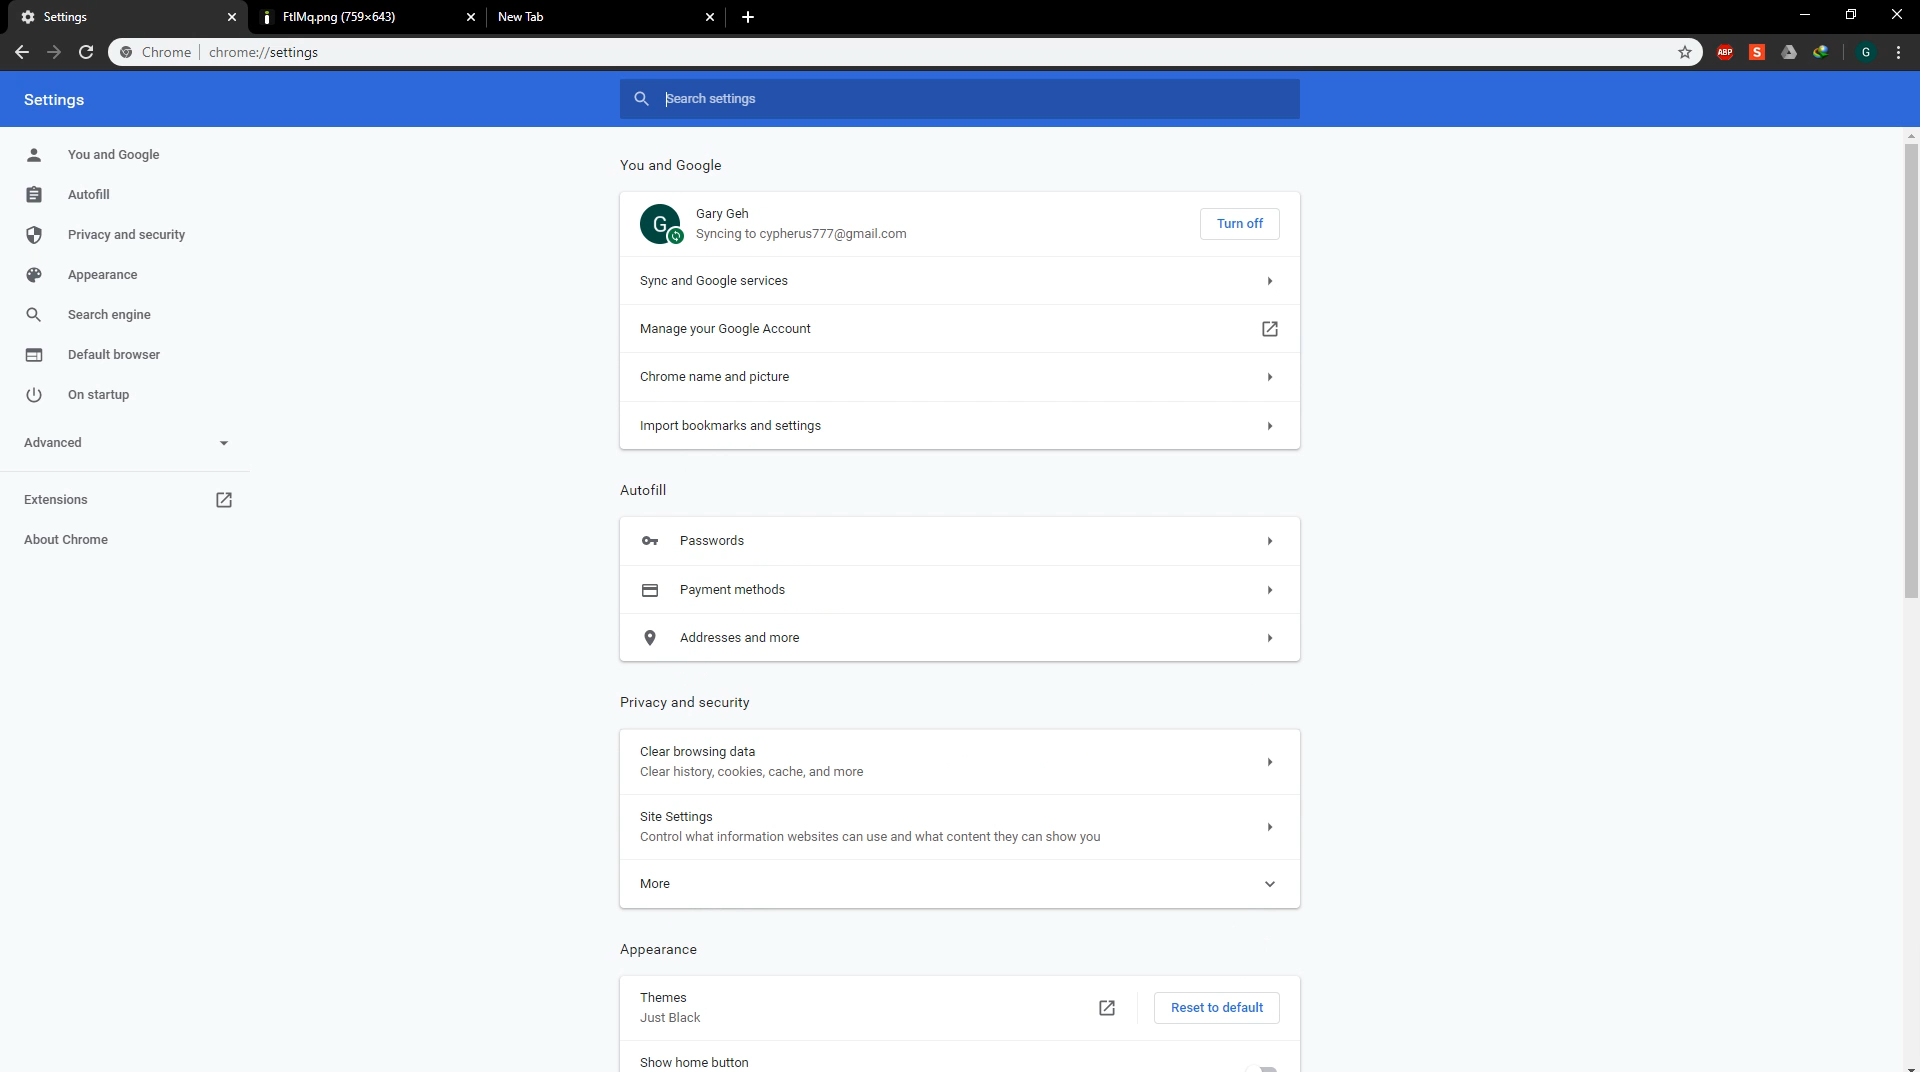 Settings
FtlMq.png (759×643)
New Tab
Chrome
chrome://settings
ABP
S
G
Settings
Search settings
You and Google
Autofill
Privacy and security
Appearance
Search engine
Default browser
On startup
Advanced
Extensions
About Chrome
You and Google
G
Gary Geh
Syncing to cypherus777@gmail.com
Turn off
Sync and Google services
Manage your Google Account
Chrome name and picture
Import bookmarks and settings
Autofill
Passwords
Payment methods
Addresses and more
Privacy and security
Clear browsing data
Clear history, cookies, cache, and more
Site Settings
Control what information websites can use and what content they can show you
More
Appearance
Themes
Just Black
Reset to default
Show home button